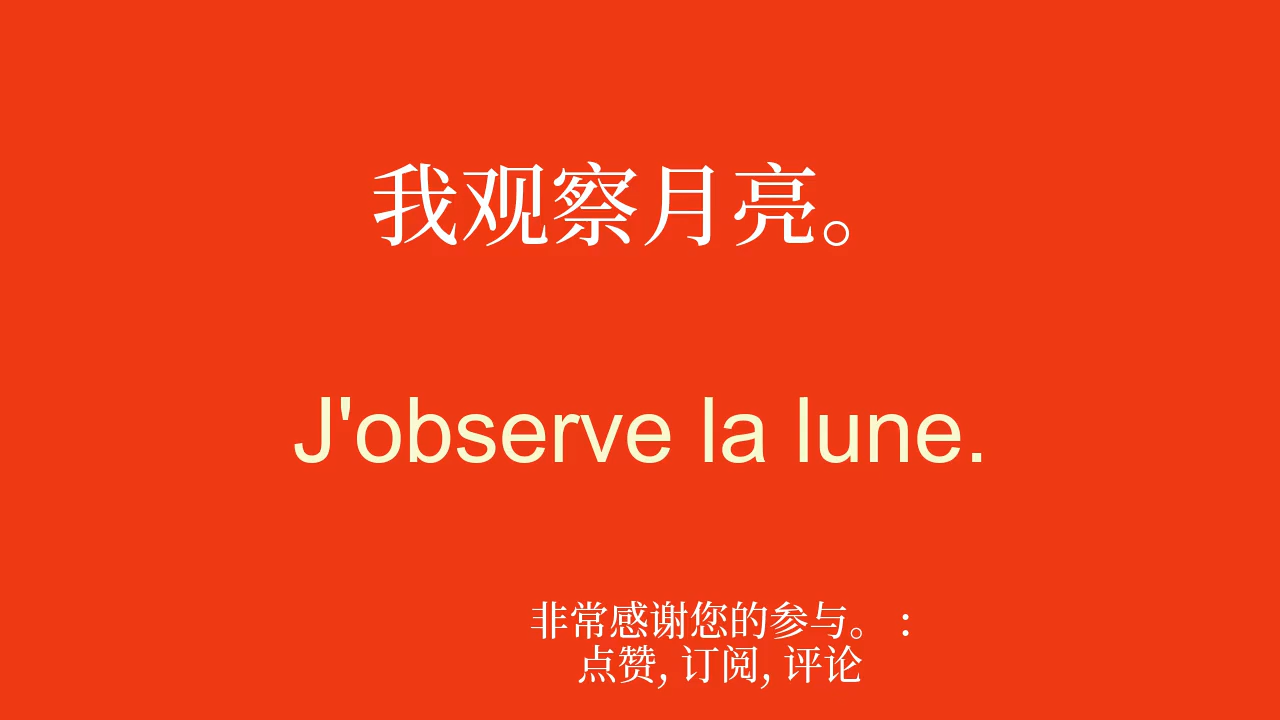 我观察月亮。
J'observe la lune.
非常感谢您的参与。 :
点赞, 订阅, 评论